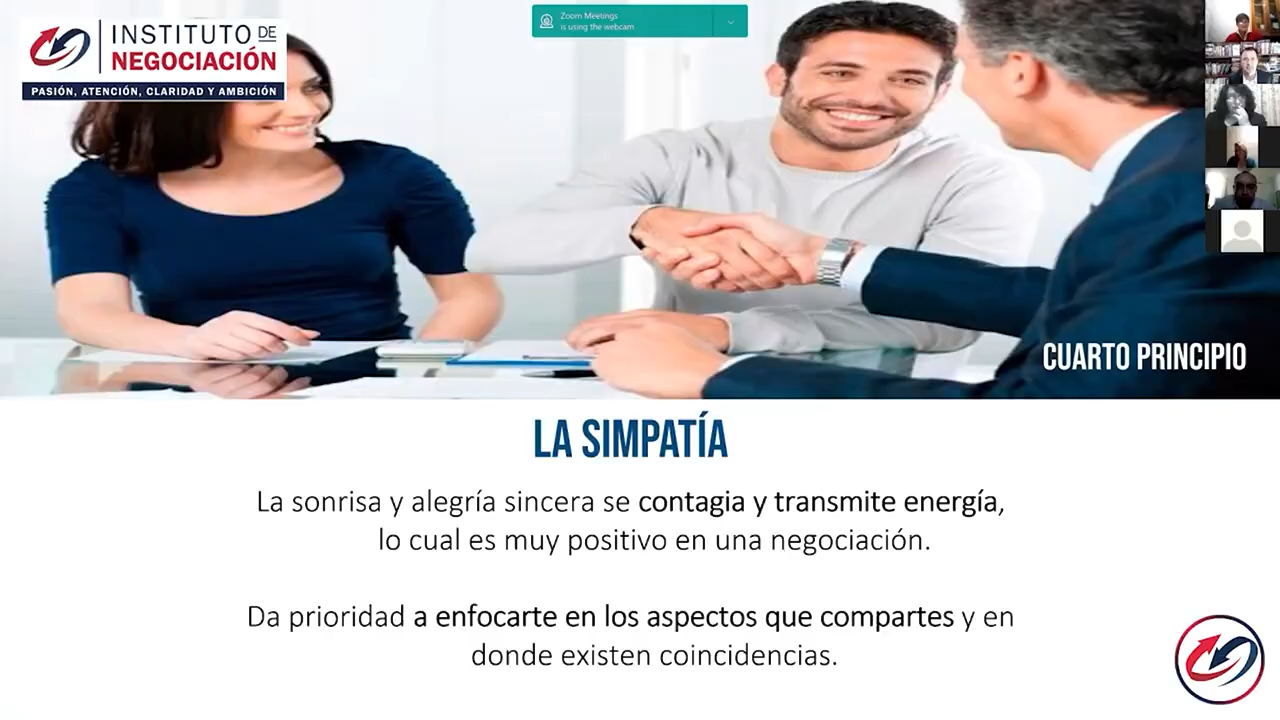 INSTITUTO DE
NEGOCIACIÓN
PASIÓN, ATENCIÓN, CLARIDAD Y AMBICIÓN
Zoom Meetings
is using the webcam
CUARTO PRINCIPIO
LA SIMPATÍA
La sonrisa y alegría sincera se contagia y transmite energía,
lo cual es muy positivo en una negociación.
Da prioridad a enfocarte en los aspectos que compartes y en
donde existen coincidencias.